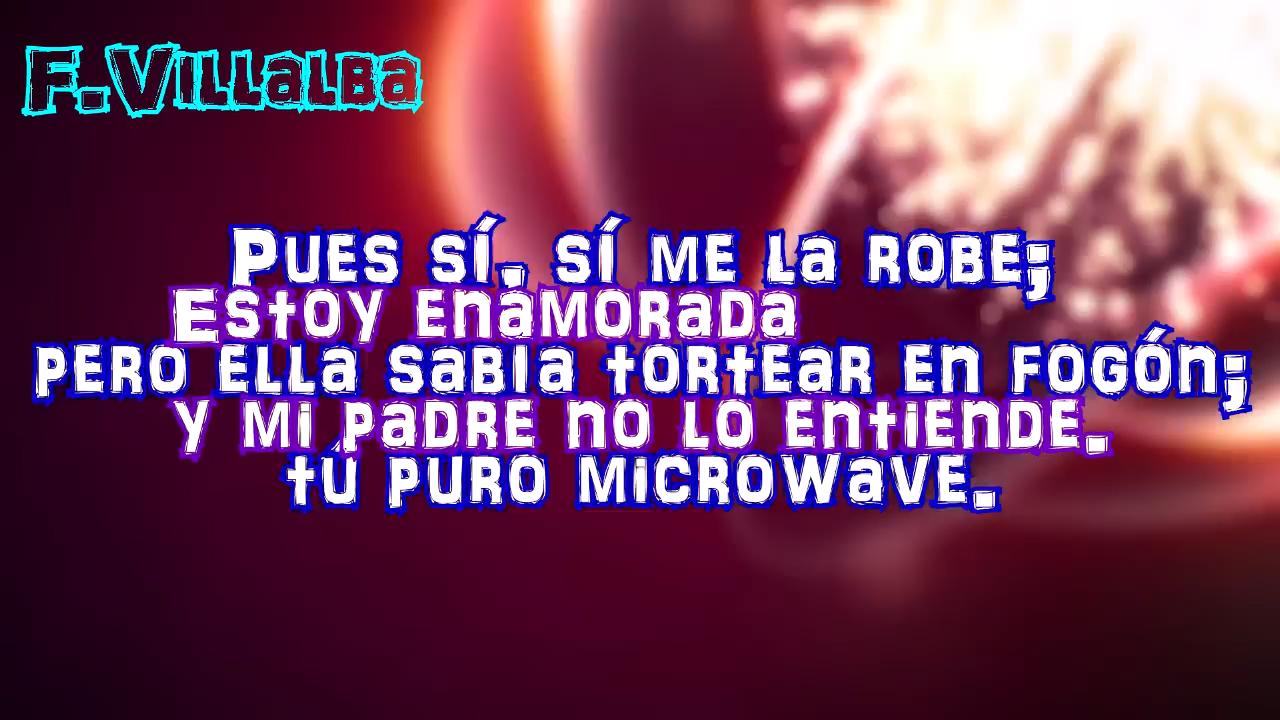 F.Villalba
Pues sí, sí me la robe;
Estoy enamorada
pero ella sabia tortear en fogón;
y mi padre no lo entiende.
tú puro microwave.